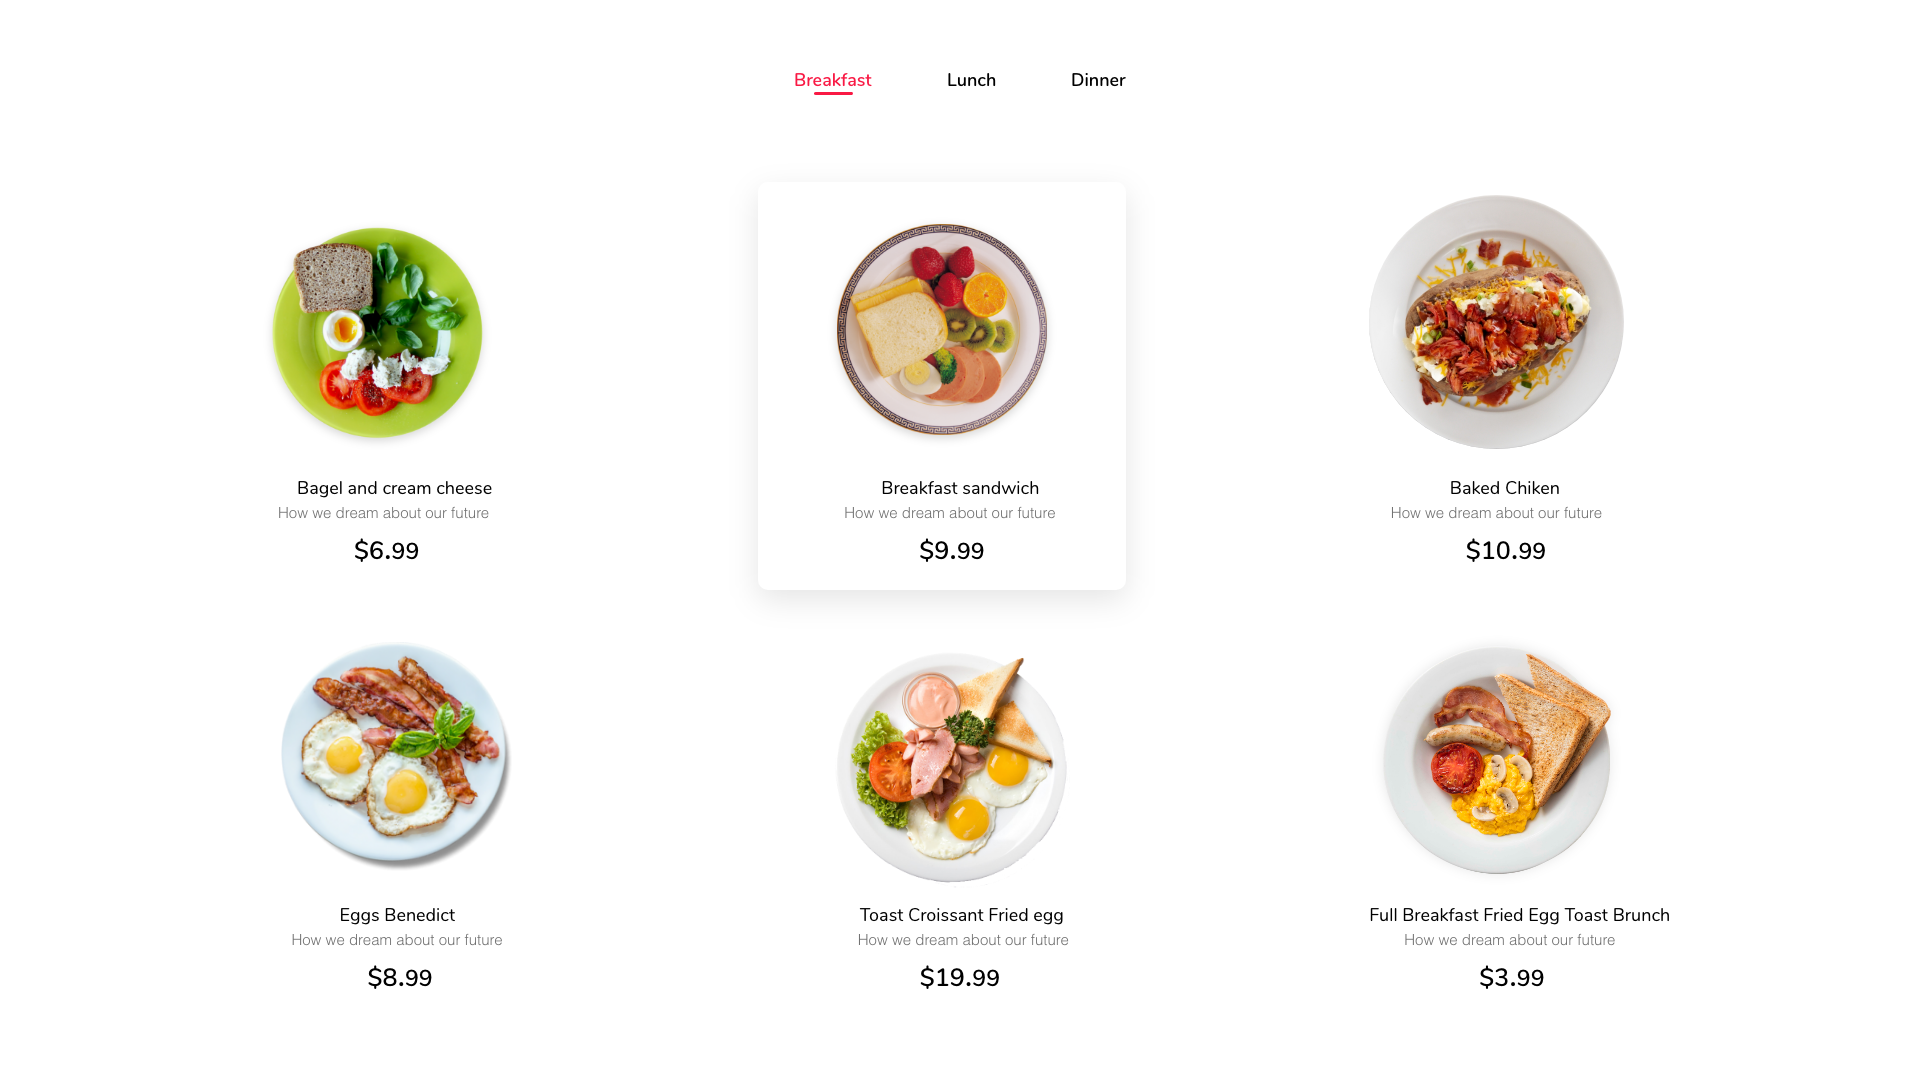 Breakfast Lunch Dinner
Bagel and cream cheese
How we dream about our future
$6.99
Breakfast sandwich
How we dream about our future
$9.99
Baked Chiken
How we dream about our future
$10.99
Eggs Benedict
How we dream about our future
$8.99
Toast Croissant Fried egg
How we dream about our future
$19.99
Full Breakfast Fried Egg Toast Brunch
How we dream about our future
$3.99